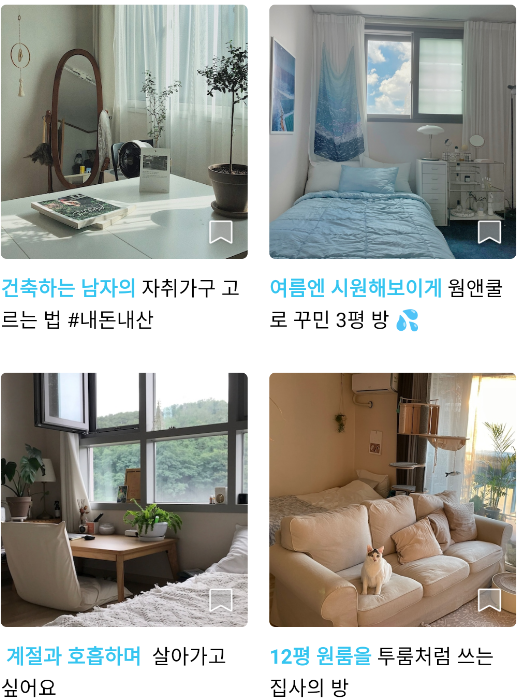 건축하는 남자의 자취가구 고
르는 법 #내돈내산
여름엔 시원해보이게 웜앤쿨
로 꾸민 3평 방 💦
계절과 호흡하며 살아가고
싶어요
12평 원룸을 투룸처럼 쓰는
집사의 방